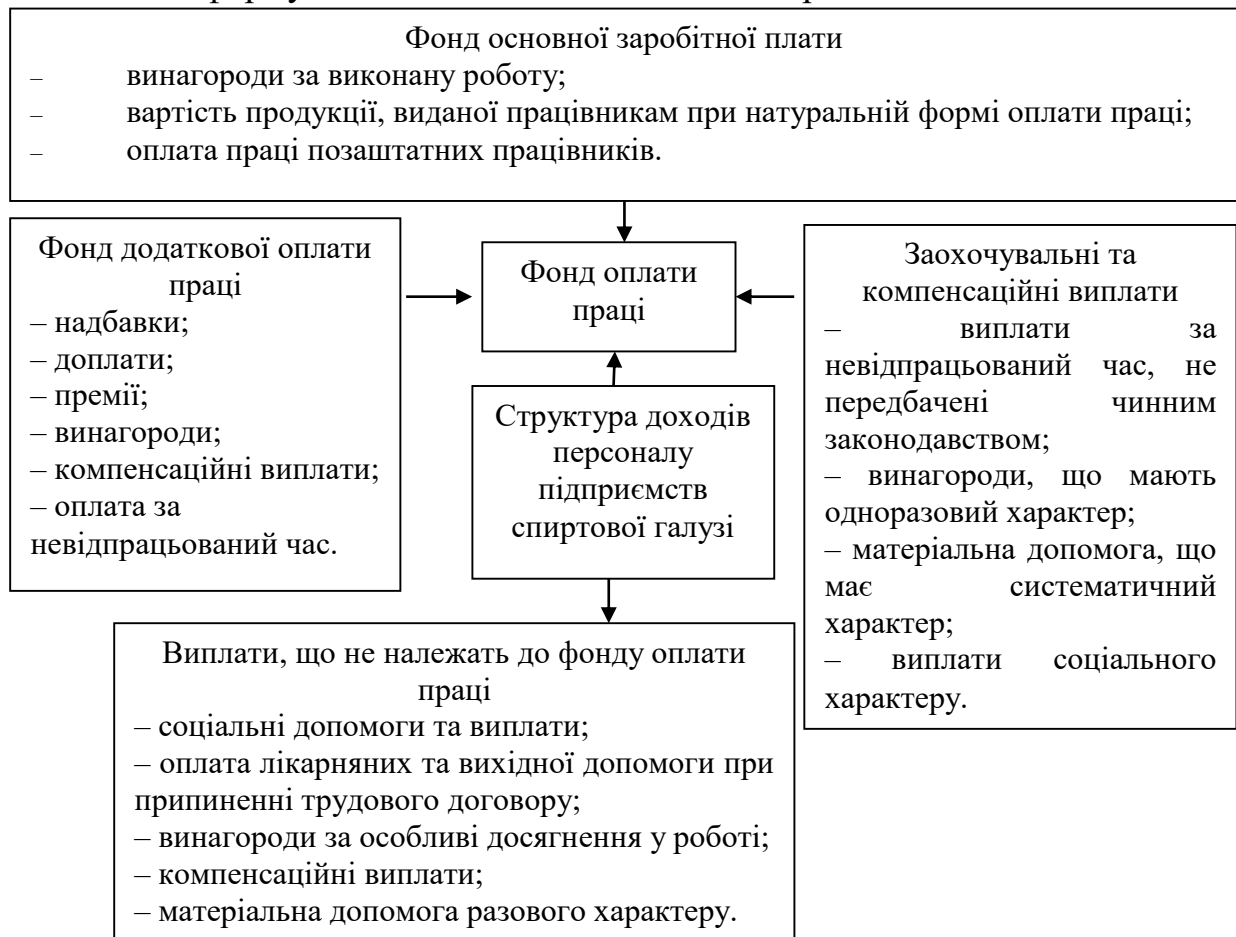 Фонд основної заробітної плати
– винагороди за виконану роботу;
– вартість продукції, виданої працівникам при натуральній формі оплати праці;
– оплата праці позаштатних працівників.
Фонд додаткової оплати
праці
– надбавки;
– доплати;
– премії;
– винагороди;
– компенсаційні виплати;
– оплата за
невідпрацьований час.
Фонд оплати
праці
Структура доходів
персоналу
підприємств
спиртової галузі
Заохочувальні та
компенсаційні виплати
– виплати за
невідпрацьований час, не
передбачені чинним
законодавством;
– винагороди, що мають
одноразовий характер;
– матеріальна допомога, що
має систематичний
характер;
– виплати соціального
характеру.
Виплати, що не належать до фонду оплати
праці
– соціальні допомоги та виплати;
– оплата лікарняних та вихідної допомоги при
припиненні трудового договору;
– винагороди за особливі досягнення у роботі;
– компенсаційні виплати;
– матеріальна допомога разового характеру.